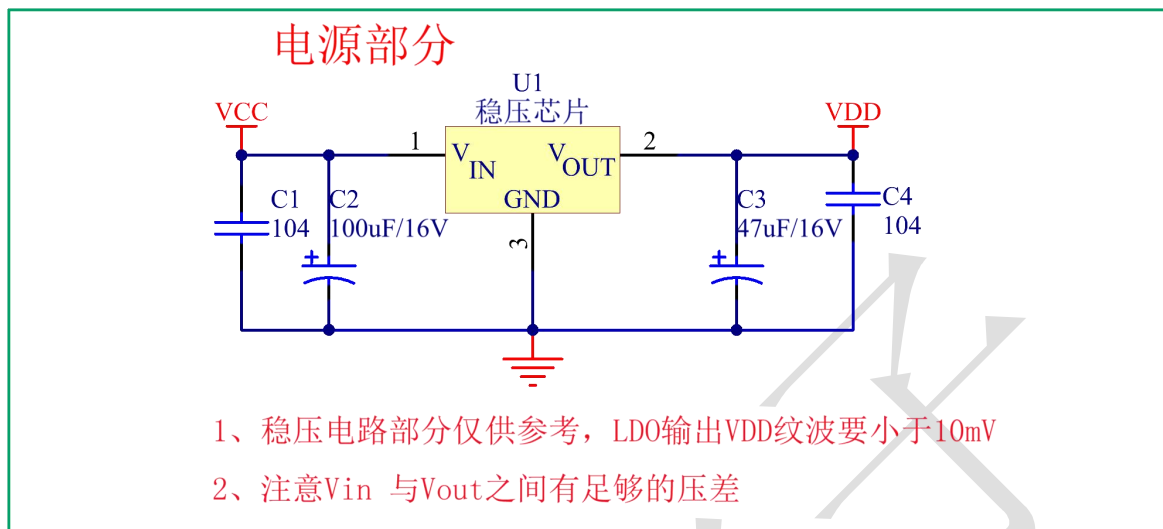 电源部分
U1
稳压芯片
VCC
VDD
1
2
VIN
VOUT
GND
3
C1
104
C2
100uF/16V
C3
47uF/16V
C4
104
1、稳压电路部分仅供参考，LDO输出VDD纹波要小于10mV
2、注意Vin 与Vout之间有足够的压差